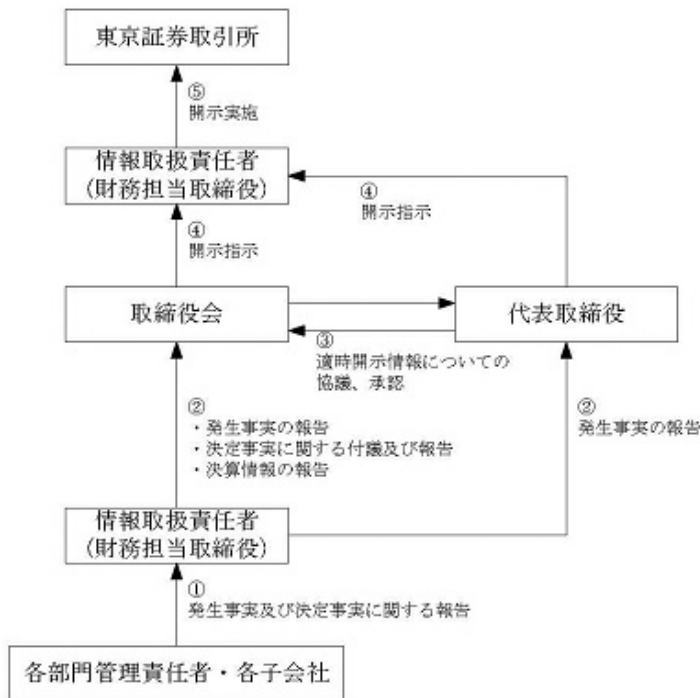 東京証券取引所
⑤
開示実施
情報取扱責任者
(財務担当取締役)
④
開示指示
④
開示指示
取締役会
代表取締役
③
適時開示情報についての
協議、承認
②
・発生事実の報告
・決定事実に関する付議及び報告
・決算情報の報告
②
発生事実の報告
情報取扱責任者
(財務担当取締役)
①
発生事実及び決定事実に関する報告
各部門管理責任者・各子会社